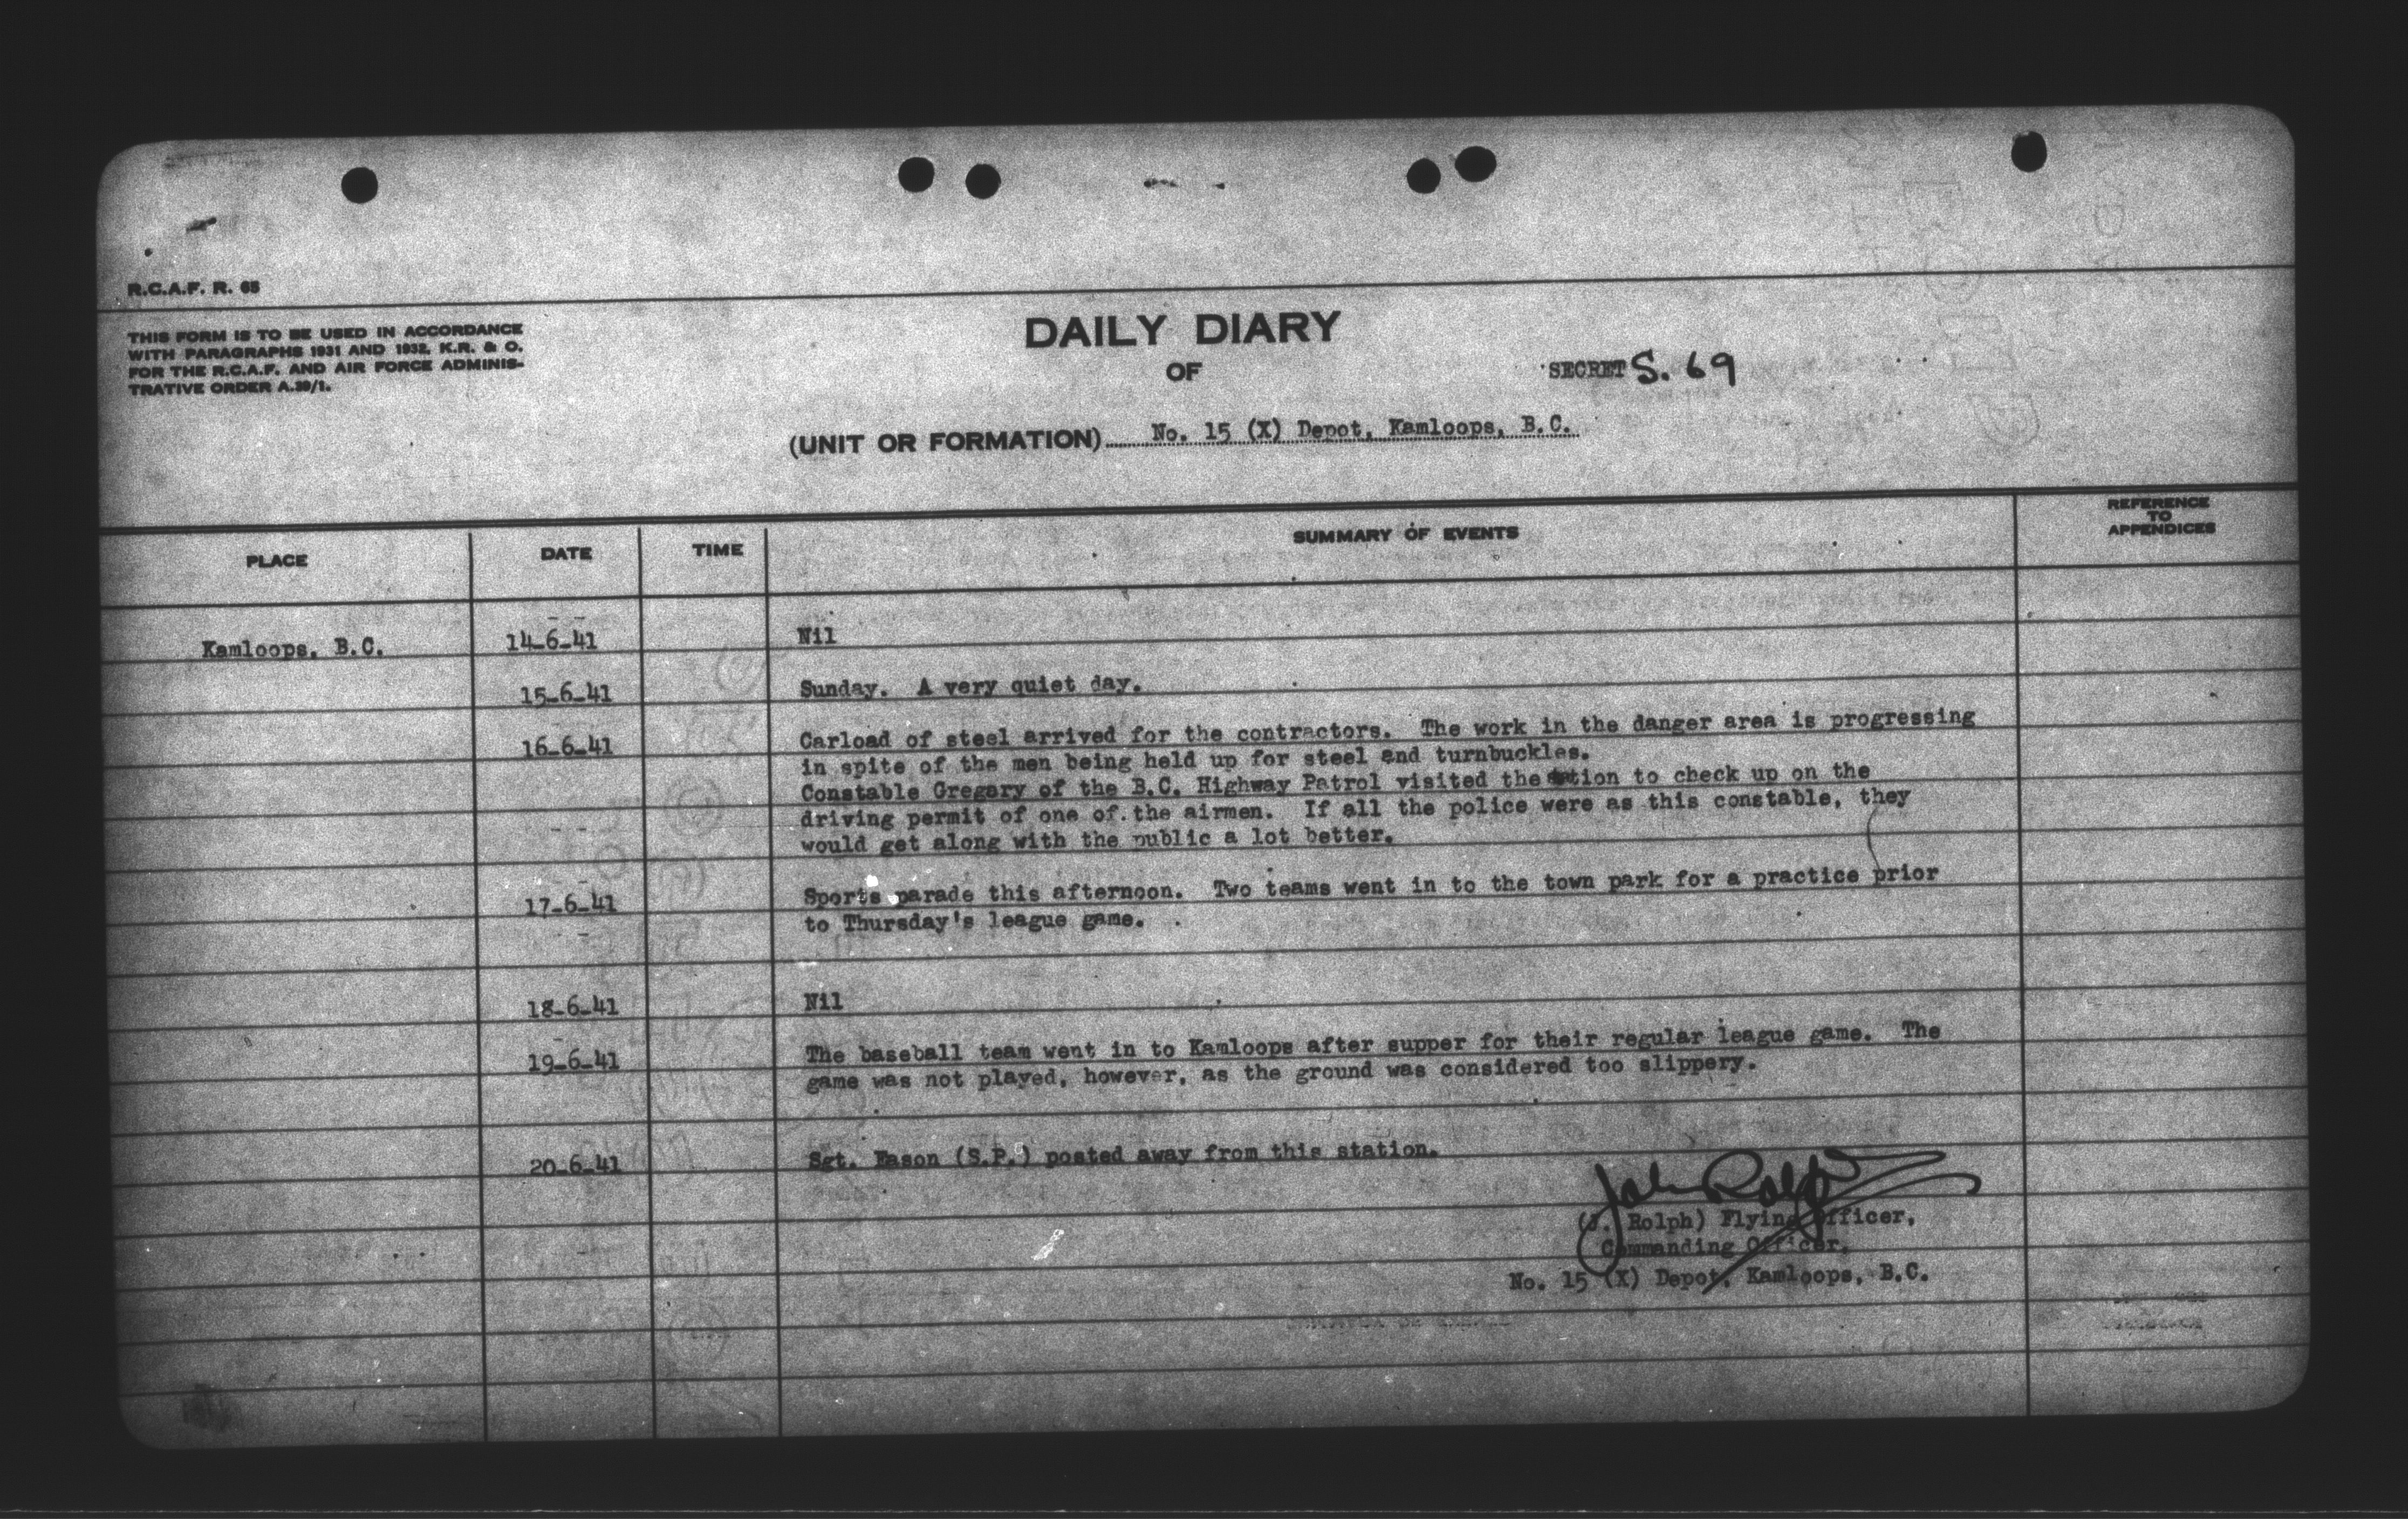 R.C.A.F. R. 65
THIS FORM IS TO BE USED IN ACCORDANCE
WITH PARAGRAPHS 1931 AND 1932, K.R. & O.
FOR THE R.C.A.F. AND AIR FORCE ADMINIS-
TRATIVE ORDER A.39/1.
DAILY DIARY
OF
SECRET S. 69
(UNIT OR FORMATION) No. 15 (X) Depot, Kamloops, B.C.
PLACE DATE TIME SUMMARY OF EVENTS REFERENCE TO APPENDICES
Kamloops, B.C. 14-6-41 Nil
15-6-41 Sunday. A very quiet day.
16-6-41 Carload of steel arrived for the contractors. The work in the danger area is progressing
in spite of the men being held up for steel and turnbuckles.
Constable Gregary of the B.C. Highway Patrol visited the station to check up on the
driving permit of one of the airmen. If all the police were as this constable, they
would get along with the public a lot better.
17-6-41 Sports parade this afternoon. Two teams went in to the town park for a practice prior
to Thursday's league game.
18-6-41 Nil
19-6-41 The baseball team went in to Kamloops after supper for their regular league game. The
game was not played, however, as the ground was considered too slippery.
20-6-41 Sgt. Eason (S.P.) posted away from this station.
John Rolph
(J. Rolph) Flying Officer,
Commanding Officer,
No. 15 (X) Depot, Kamloops, B.C.